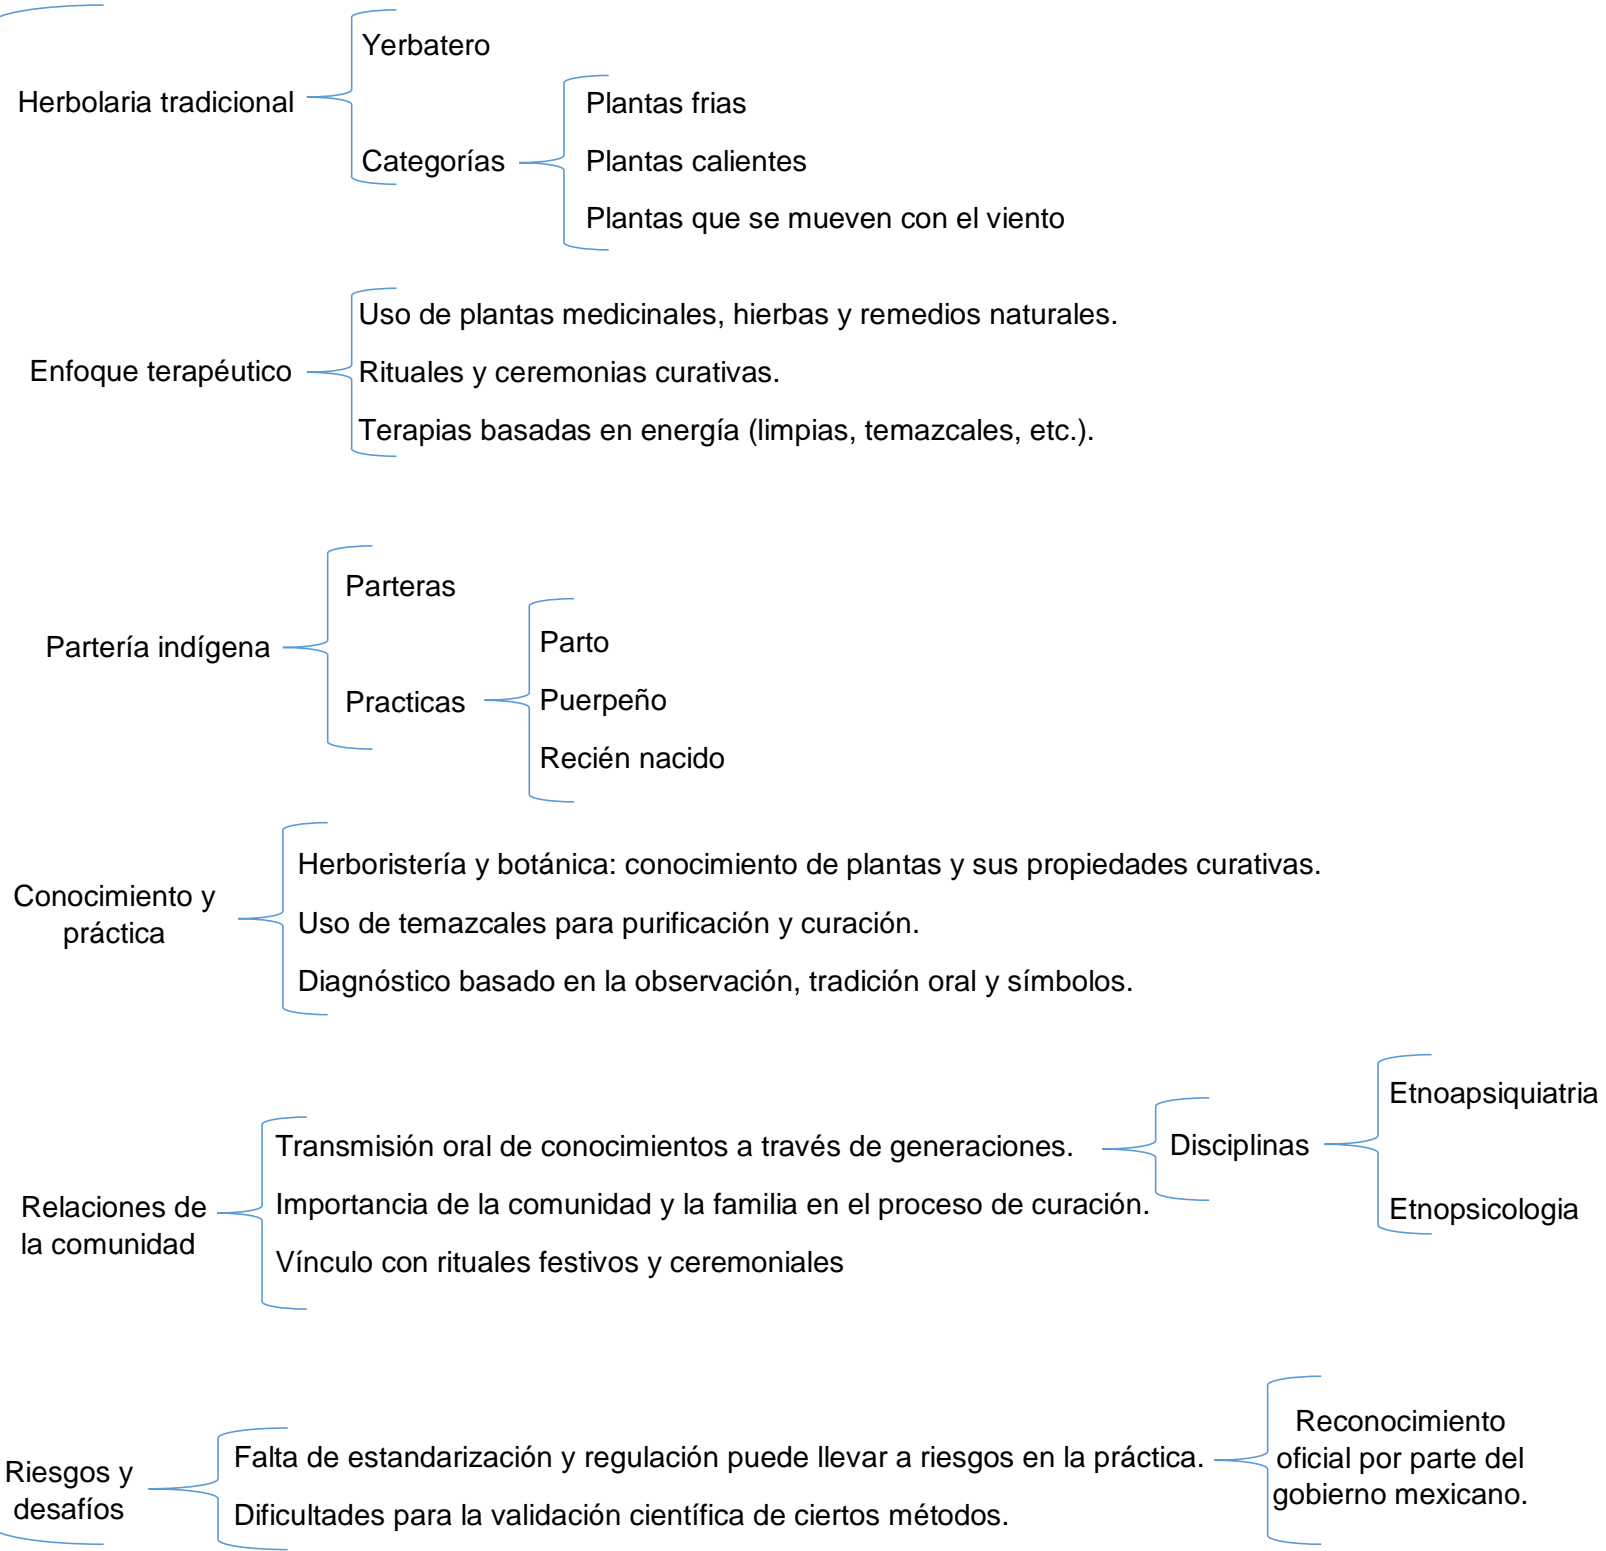 Herbolaria tradicional
Yerbatero
Categorías
Plantas frias
Plantas calientes
Plantas que se mueven con el viento
Enfoque terapéutico
Uso de plantas medicinales, hierbas y remedios naturales.
Rituales y ceremonias curativas.
Terapias basadas en energía (limpias, temazcales, etc.).
Partería indígena
Parteras
Practicas
Parto
Puerpeño
Recién nacido
Conocimiento y
práctica
Herboristería y botánica: conocimiento de plantas y sus propiedades curativas.
Uso de temazcales para purificación y curación.
Diagnóstico basado en la observación, tradición oral y símbolos.
Relaciones de
la comunidad
Transmisión oral de conocimientos a través de generaciones.
Disciplinas
Etnoapsiquiatria
Etnopsicologia
Importancia de la comunidad y la familia en el proceso de curación.
Vínculo con rituales festivos y ceremoniales
Riesgos y
desafíos
Falta de estandarización y regulación puede llevar a riesgos en la práctica.
Reconocimiento
oficial por parte del
gobierno mexicano.
Dificultades para la validación científica de ciertos métodos.